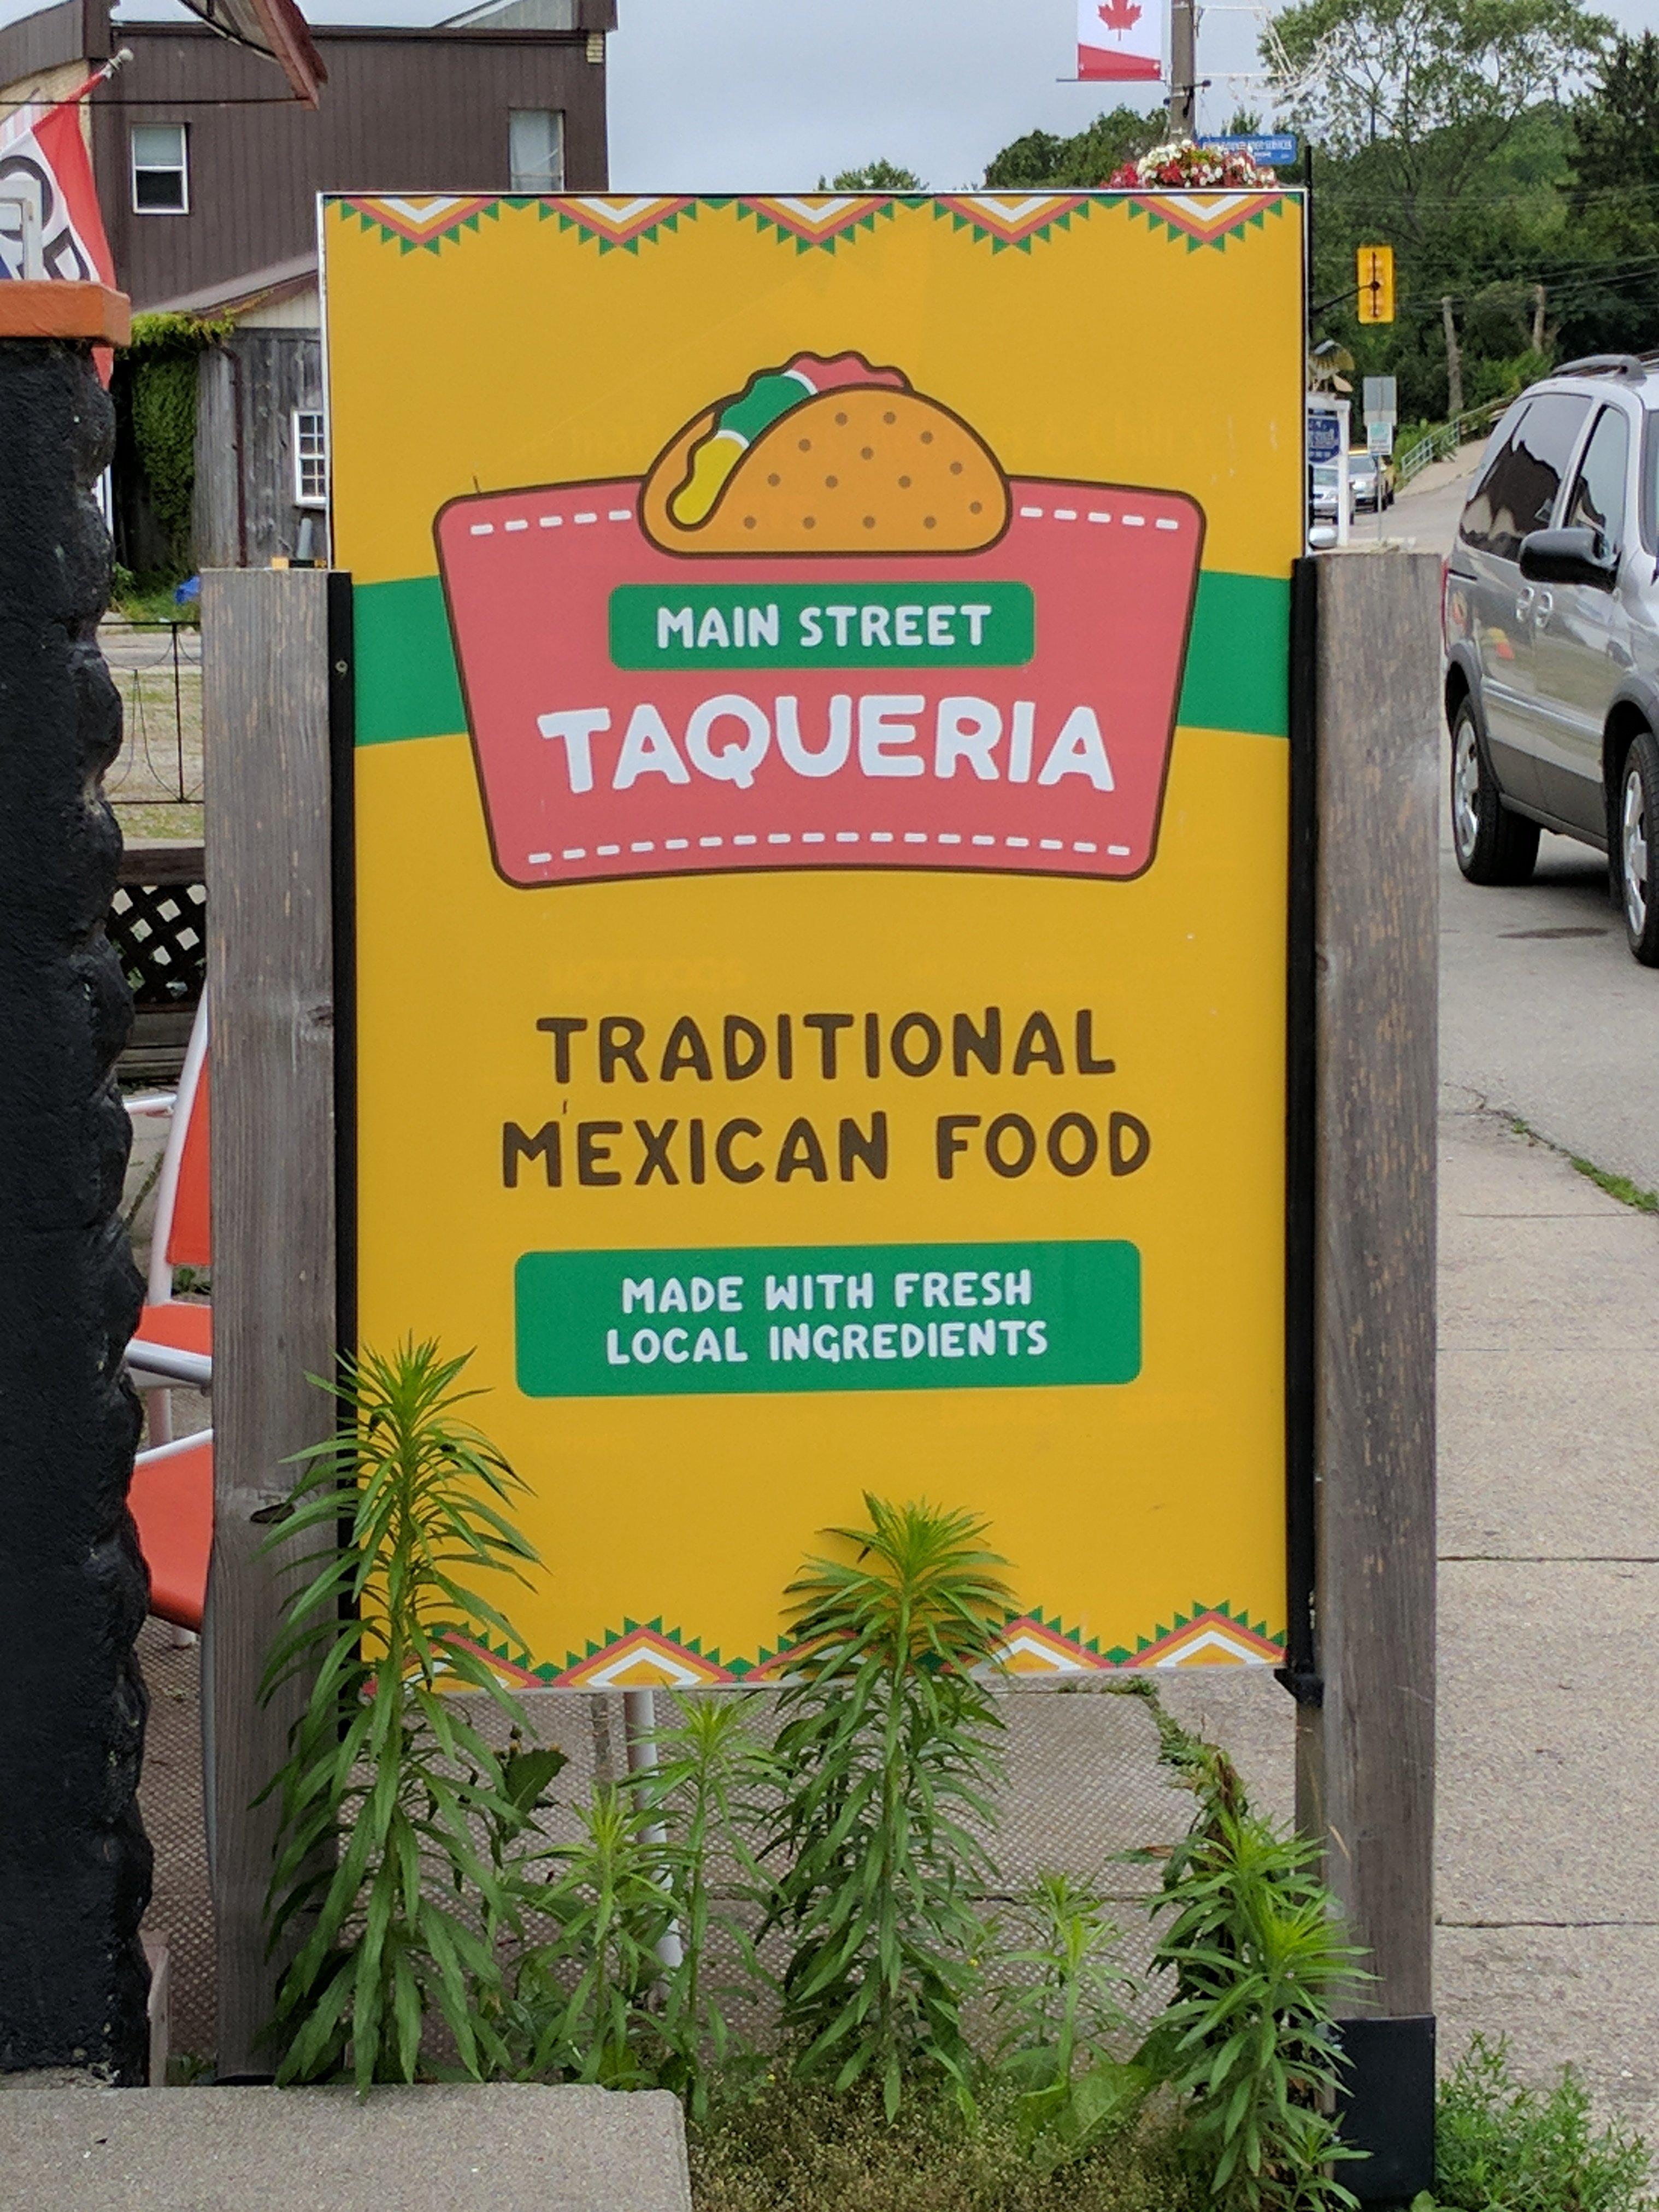 MAIN STREET
TAQUERIA
TRADITIONAL
MEXICAN FOOD
MADE WITH FRESH
LOCAL INGREDIENTS